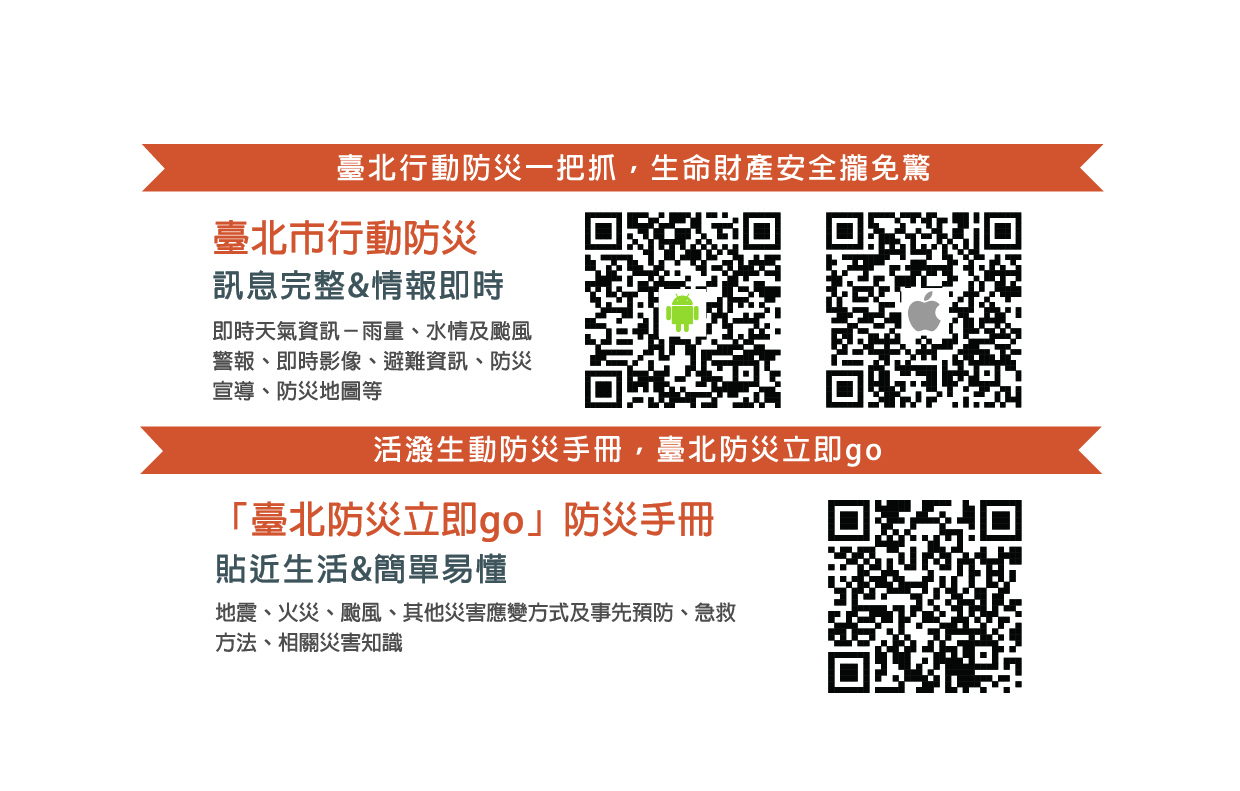 臺北行動防災一把抓，生命財產安全攏免驚
臺北市行動防災
訊息完整&情報即時
即時天氣資訊－雨量、水情及颱風
警報、即時影像、避難資訊、防災
宣導、防災地圖等
活潑生動防災手冊，臺北防災立即go
「臺北防災立即go」防災手冊
貼近生活&簡單易懂
地震、火災、颱風、其他災害應變方式及事先預防、急救
方法、相關災害知識